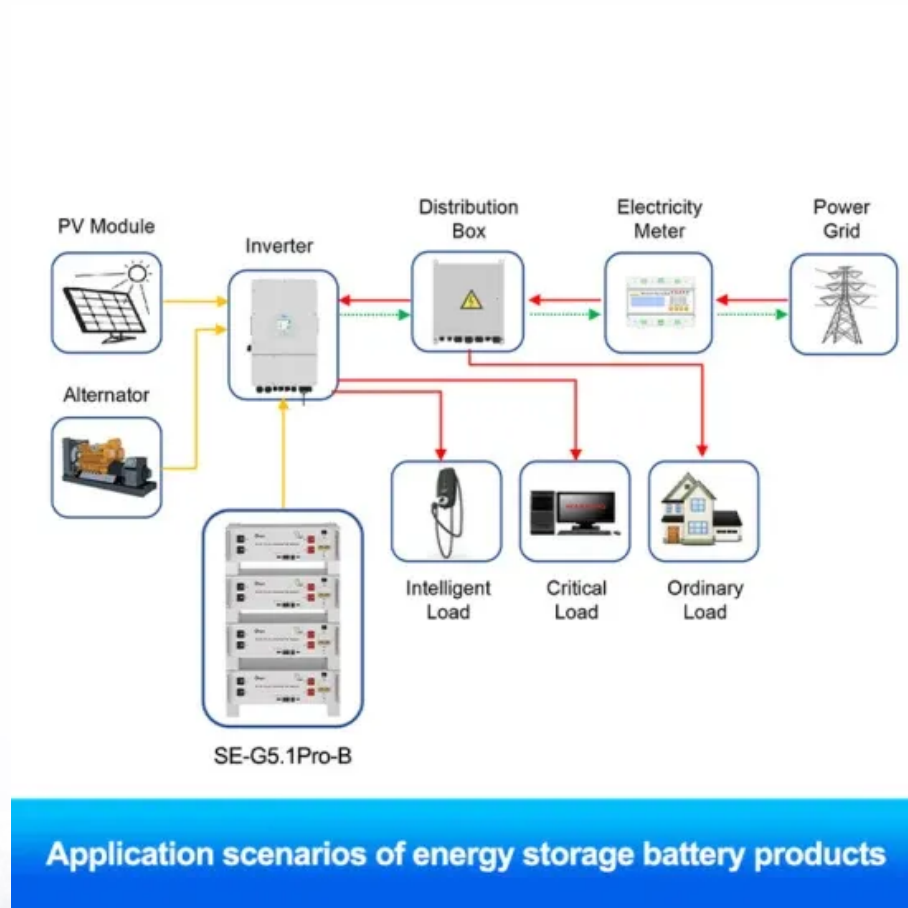 PV Module
Inverter
Distribution
Box
Electricity
Meter
Power
Grid
Alternator
Intelligent
Load
Critical
Load
Ordinary
Load
SE-G5.1Pro-B
Application scenarios of energy storage battery products